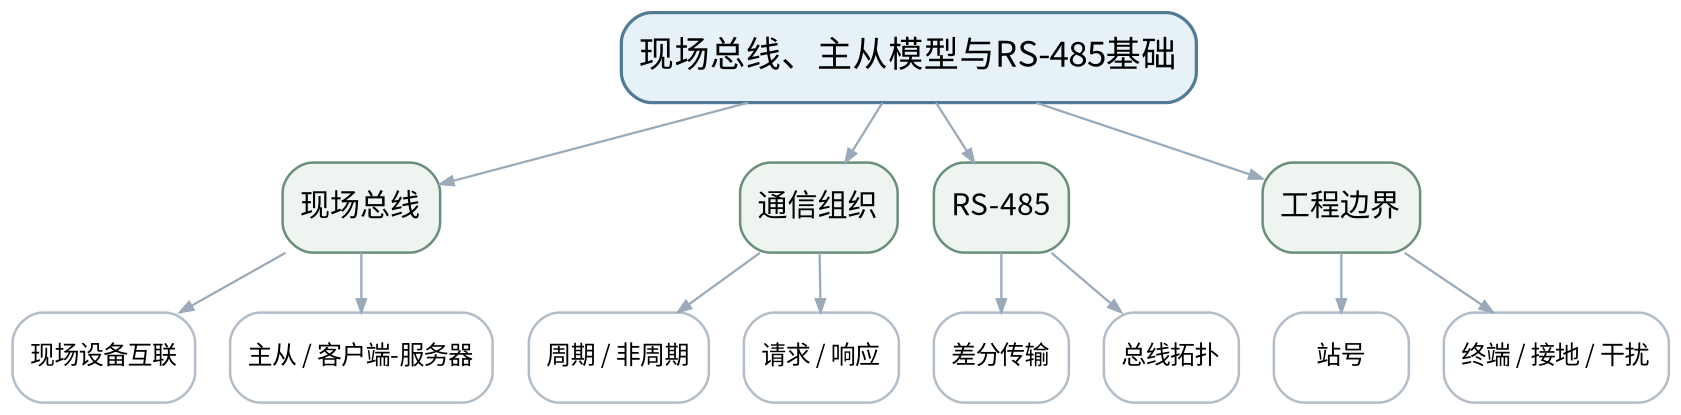 现场总线、主从模型与RS-485基础
现场总线
通信组织
RS-485
工程边界
现场设备互联
主从 / 客户端-服务器
周期 / 非周期
请求 / 响应
差分传输
总线拓扑
站号
终端 / 接地 / 干扰